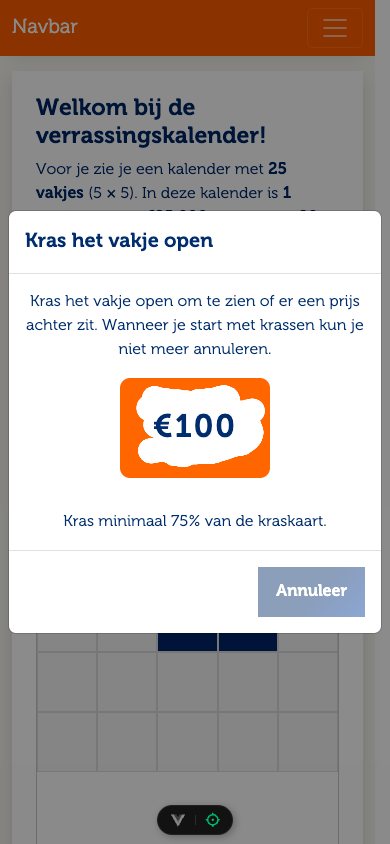 Navbar
Welkom bij de
verrassingskalender!
Voor je zie je een kalender met 25
vakjes (5 × 5). In deze kalender is 1
Kras het vakje open
Kras het vakje open om te zien of er een prijs
achter zit. Wanneer je start met krassen kun je
niet meer annuleren.
€100
Kras minimaal 75% van de kraskaart.
Annuleer